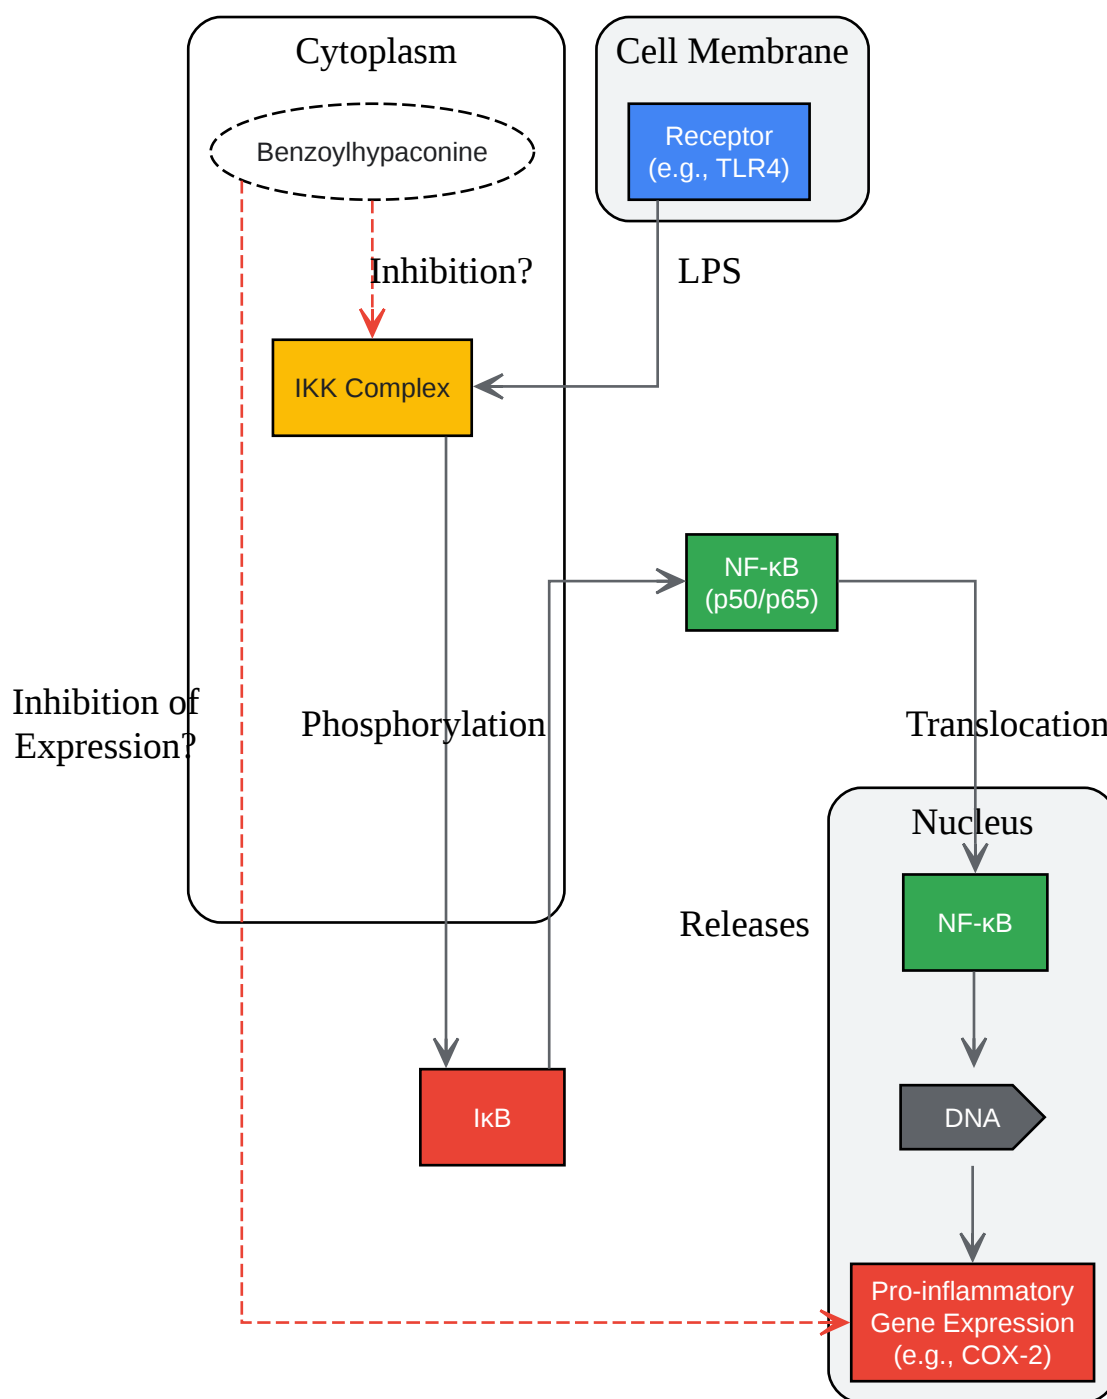 Cytoplasm
Cell Membrane
Benzoylhypaconine
Receptor
(e.g., TLR4)
Inhibition?
LPS
IKK Complex
NF-κB
(p50/p65)
Inhibition of
Expression?
Phosphorylation
Translocation
Nucleus
Releases
NF-κB
IκB
DNA
Pro-inflammatory
Gene Expression
(e.g., COX-2)